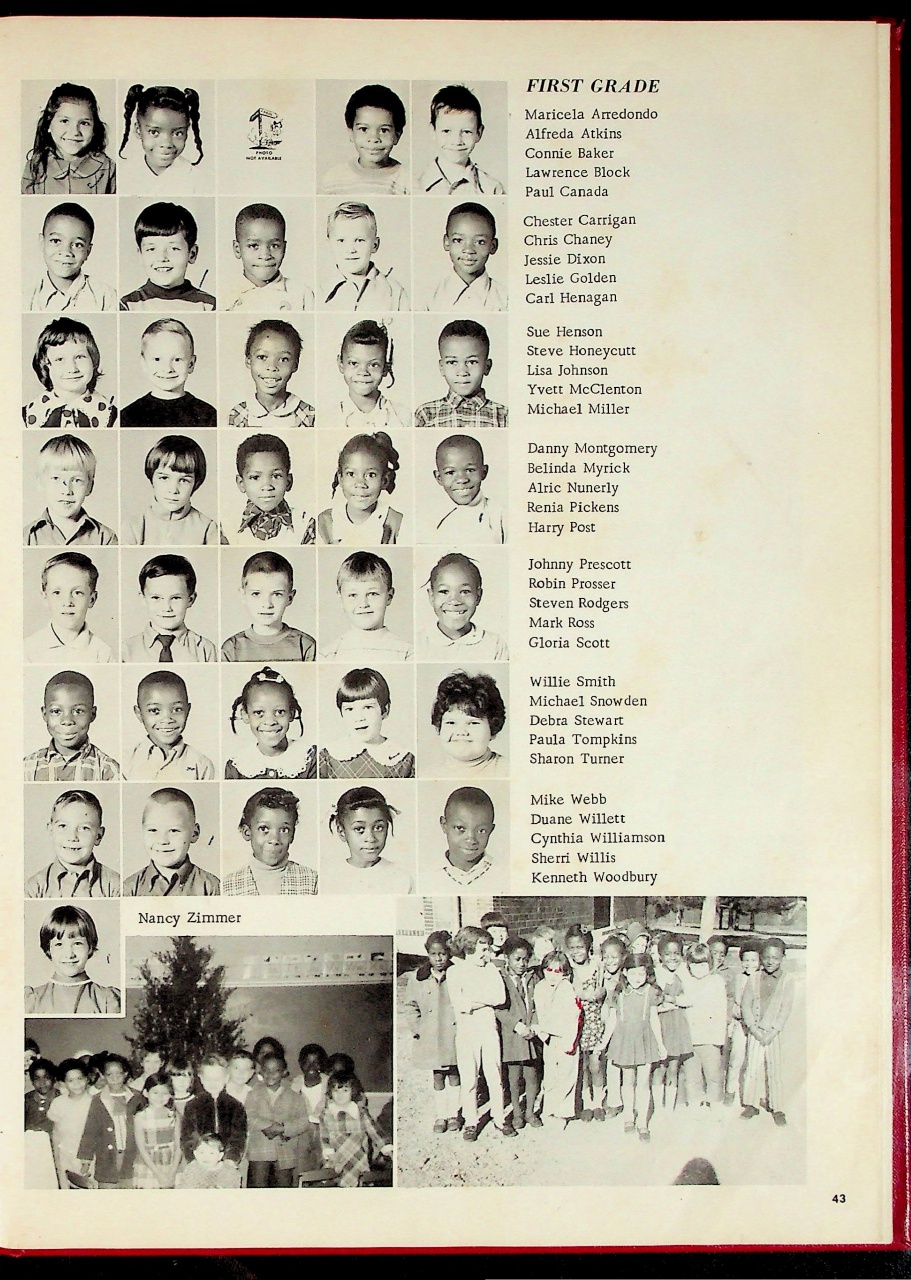 FIRST GRADE
PHOTO
NOT AVAILABLE
Maricela Arredondo
Alfreda Atkins
Connie Baker
Lawrence Block
Paul Canada
Chester Carrigan
Chris Chaney
Jessie Dixon
Leslie Golden
Carl Henagan
Sue Henson
Steve Honeycutt
Lisa Johnson
Yvett McClenton
Michael Miller
Danny Montgomery
Belinda Myrick
Alric Nunerly
Renia Pickens
Harry Post
Johnny Prescott
Robin Prosser
Steven Rodgers
Mark Ross
Gloria Scott
Willie Smith
Michael Snowden
Debra Stewart
Paula Tompkins
Sharon Turner
Mike Webb
Duane Willett
Cynthia Williamson
Sherri Willis
Kenneth Woodbury
Nancy Zimmer
43